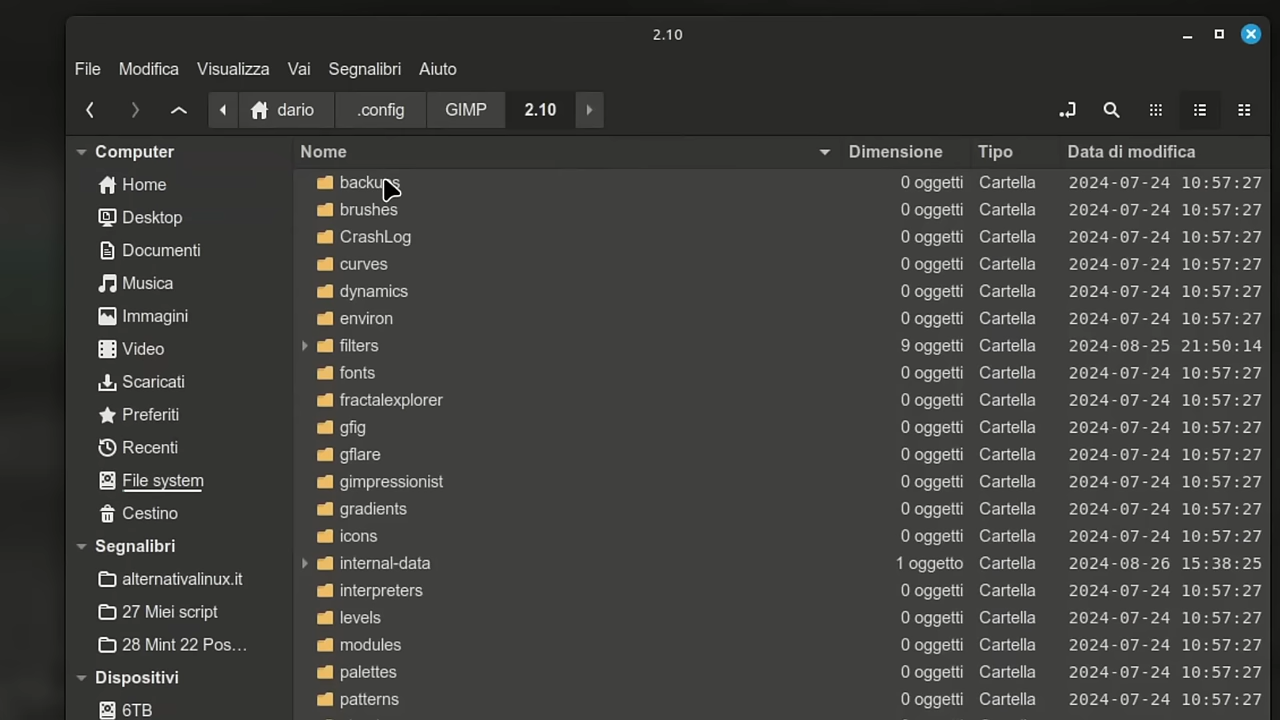 2.10
File Modifica Visualizza Vai Segnalibri Aiuto
dario .config GIMP 2.10
Computer
Home
Desktop
Documenti
Musica
Immagini
Video
Scaricati
Preferiti
Recenti
File system
Cestino
Segnalibri
alternativalinux.it
27 Miei script
28 Mint 22 Pos…
Dispositivi
6TB
Nome Dimensione Tipo Data di modifica
backups 0 oggetti Cartella 2024-07-24 10:57:27
brushes 0 oggetti Cartella 2024-07-24 10:57:27
CrashLog 0 oggetti Cartella 2024-07-24 10:57:27
curves 0 oggetti Cartella 2024-07-24 10:57:27
dynamics 0 oggetti Cartella 2024-07-24 10:57:27
environ 0 oggetti Cartella 2024-07-24 10:57:27
filters 9 oggetti Cartella 2024-08-25 21:50:14
fonts 0 oggetti Cartella 2024-07-24 10:57:27
fractalexplorer 0 oggetti Cartella 2024-07-24 10:57:27
gfig 0 oggetti Cartella 2024-07-24 10:57:27
gflare 0 oggetti Cartella 2024-07-24 10:57:27
gimpressionist 0 oggetti Cartella 2024-07-24 10:57:27
gradients 0 oggetti Cartella 2024-07-24 10:57:27
icons 0 oggetti Cartella 2024-07-24 10:57:27
internal-data 1 oggetto Cartella 2024-08-26 15:38:25
interpreters 0 oggetti Cartella 2024-07-24 10:57:27
levels 0 oggetti Cartella 2024-07-24 10:57:27
modules 0 oggetti Cartella 2024-07-24 10:57:27
palettes 0 oggetti Cartella 2024-07-24 10:57:27
patterns 0 oggetti Cartella 2024-07-24 10:57:27